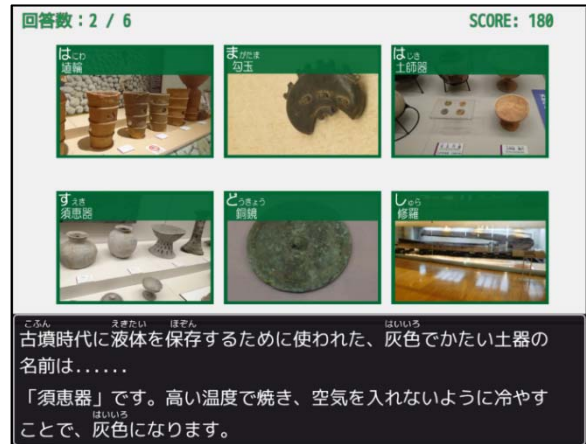 回答数：2 / 6
SCORE: 180
はにわ
埴輪
まがたま
勾玉
はじき
土師器
すえき
須恵器
どうきょう
銅鏡
しゅら
修羅
こふん えきたい ほぞん はいいろ
古墳時代に液体を保存するために使われた、灰色でかたい土器の
名前は......
「須恵器」です。高い温度で焼き、空気を入れないように冷やす
はいいろ
ことで、灰色になります。